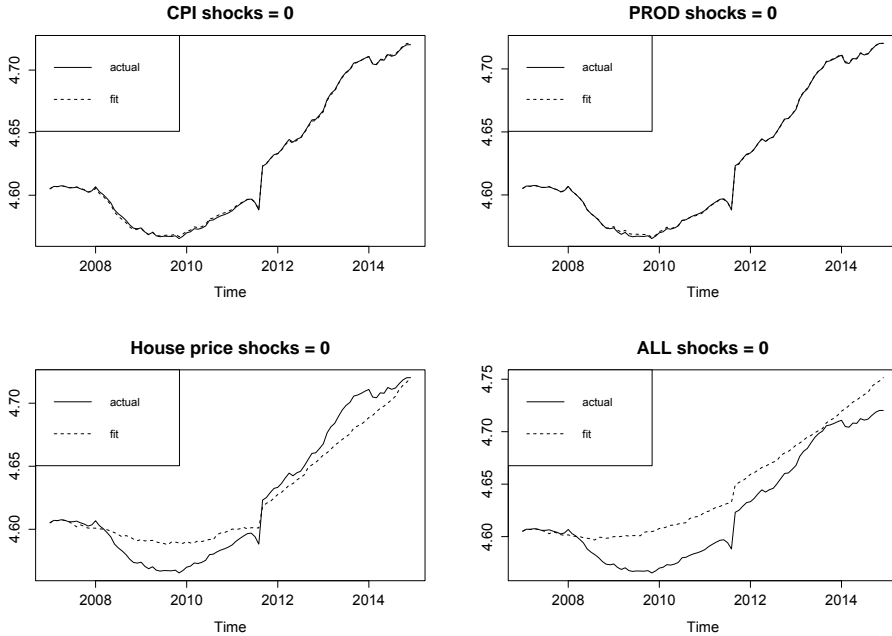 CPI shocks = 0
actual
fit
4.60 4.65 4.70
2008 2010 2012 2014
Time
PROD shocks = 0
actual
fit
4.60 4.65 4.70
2008 2010 2012 2014
Time
House price shocks = 0
actual
fit
4.60 4.65 4.70
2008 2010 2012 2014
Time
ALL shocks = 0
actual
fit
4.60 4.65 4.70 4.75
2008 2010 2012 2014
Time